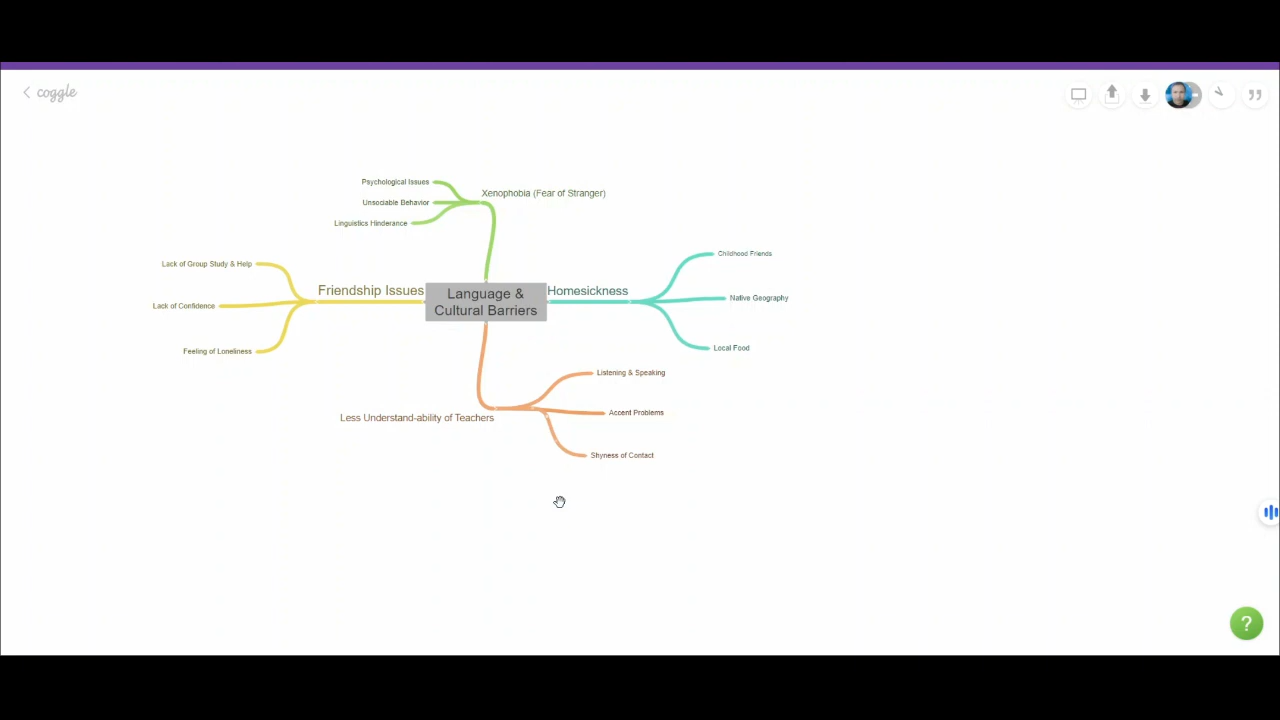 coggle
Psychological Issues
Unsociable Behavior
Linguistics Hinderance
Xenophobia (Fear of Stranger)
Lack of Group Study & Help
Lack of Confidence
Feeling of Loneliness
Friendship Issues
Language &
Cultural Barriers
Homesickness
Childhood Friends
Native Geography
Local Food
Less Understand-ability of Teachers
Listening & Speaking
Accent Problems
Shyness of Contact
?